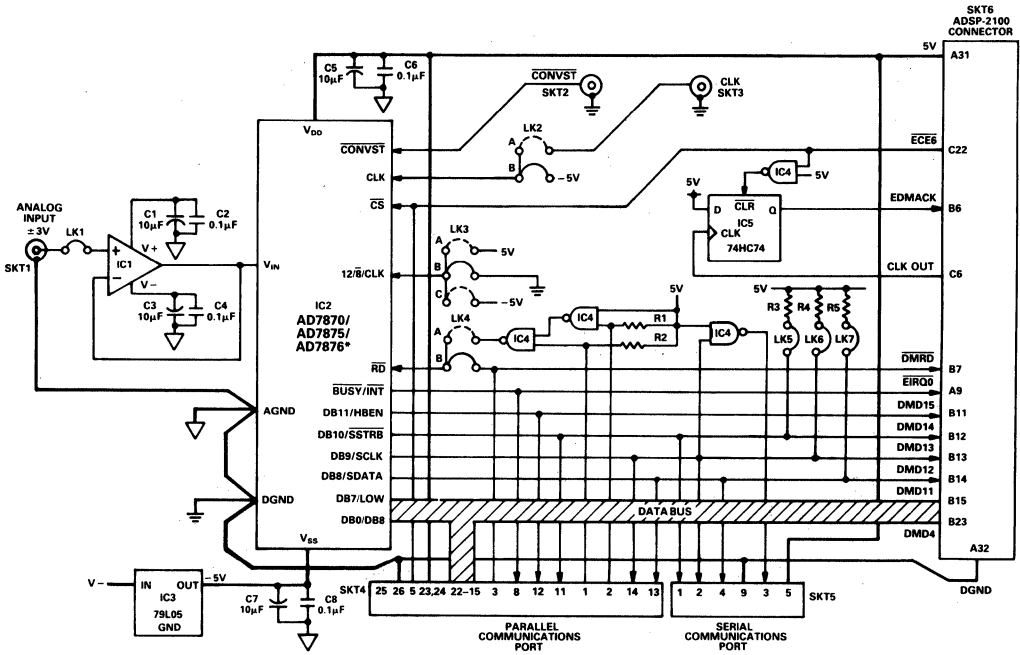 SKT6
ADSP-2100
CONNECTOR
5V
A31
C5
10µF
C6
0.1µF
CONVST
SKT2
CLK
SKT3
VDD
CONVST
LK2
A
B
-5V
CLK
CS
ECE6
C22
IC4
5V
5V
D
CLR
Q
IC5
CLK
74HC74
EDMACK
B6
CLK OUT
C6
ANALOG
INPUT
±3V
SKT1
LK1
C1
10µF
C2
0.1µF
V+
IC1
V-
C3
10µF
C4
0.1µF
VIN
12/8/CLK
LK3
A
5V
B
C
-5V
IC2
AD7870/
AD7875/
AD7876*
LK4
A
B
IC4
IC4
5V
R1
R2
IC4
5V
R3
R4
R5
LK5
LK6
LK7
RD
DMRD
B7
BUSY/INT
EIRQ0
A9
AGND
DB11/HBEN
DMD15
B11
DB10/SSTRB
DMD14
B12
DB9/SCLK
DMD13
B13
DB8/SDATA
DMD12
B14
DGND
DB7/LOW
DMD11
B15
DATA BUS
DB0/DB8
B23
VSS
DMD4
A32
DGND
V-
IN
OUT
IC3
79L05
GND
-5V
C7
10µF
C8
0.1µF
SKT4
25
26
5
23,24
22-15
3
8
12
11
1
2
14
13
1
2
4
9
3
5
SKT5
PARALLEL
COMMUNICATIONS
PORT
SERIAL
COMMUNICATIONS
PORT